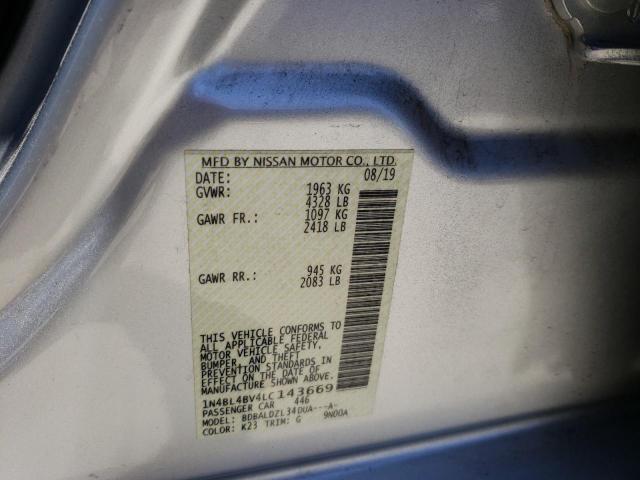 MFD BY NISSAN MOTOR CO., LTD.
DATE: 08/19
GVWR: 1963 KG
4328 LB
GAWR FR.: 1097 KG
2418 LB
GAWR RR.: 945 KG
2083 LB
THIS VEHICLE CONFORMS TO
ALL APPLICABLE FEDERAL
MOTOR VEHICLE SAFETY,
BUMPER, AND THEFT
PREVENTION STANDARDS IN
EFFECT ON THE DATE OF
MANUFACTURE SHOWN ABOVE.
1N4BL4BV4LC143669
PASSENGER CAR 446
MODEL: BDBALDZL34DUA---A-
COLOR: K23 TRIM: G 9N00A